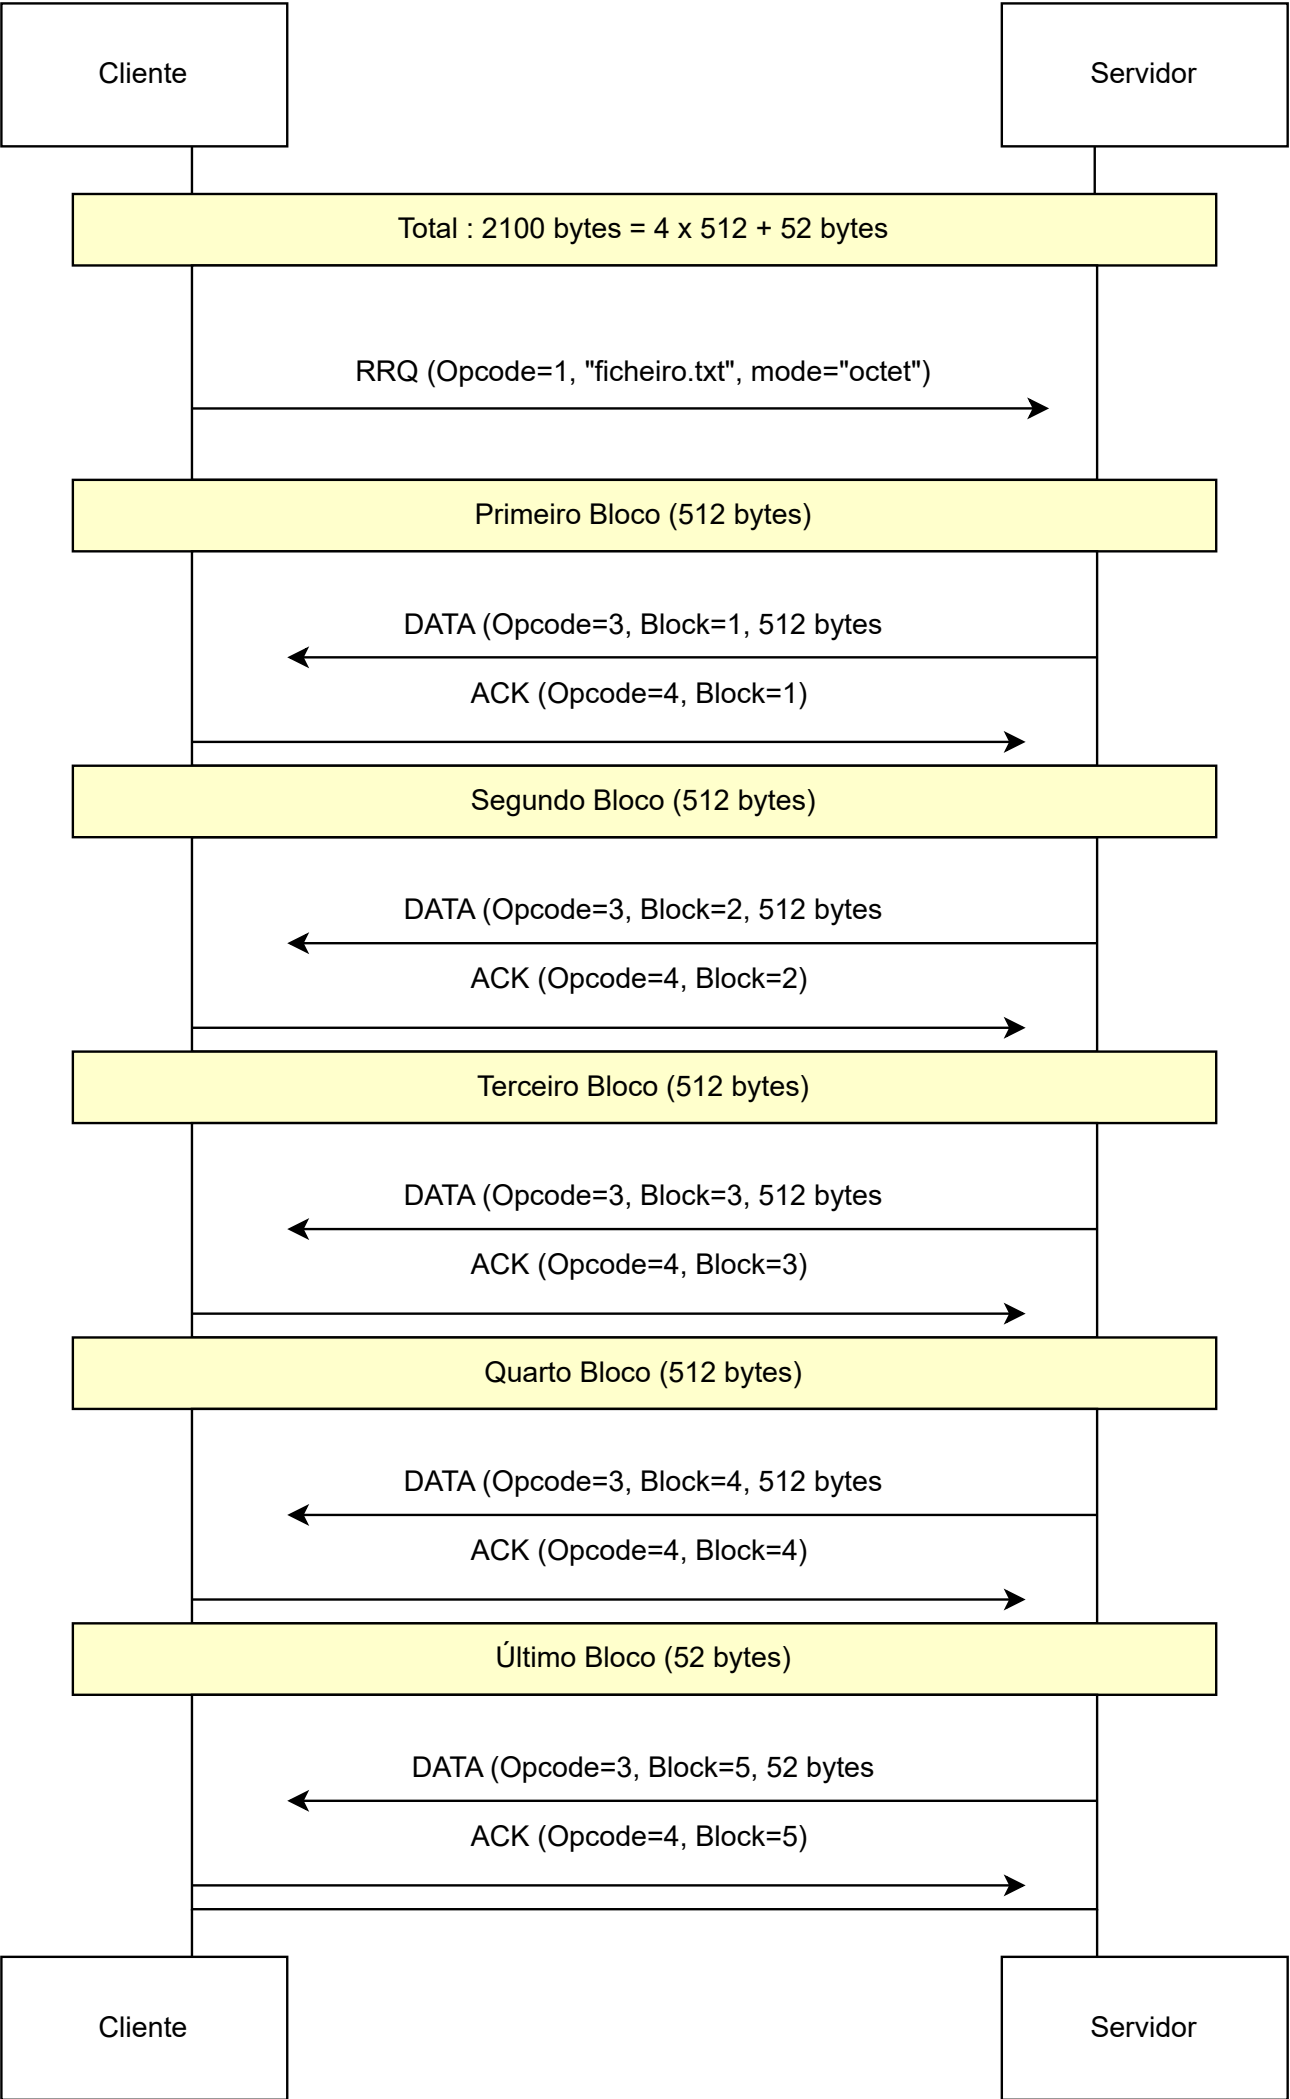 Cliente
Servidor
Total : 2100 bytes = 4 x 512 + 52 bytes
RRQ (Opcode=1, "ficheiro.txt", mode="octet")
Primeiro Bloco (512 bytes)
DATA (Opcode=3, Block=1, 512 bytes
ACK (Opcode=4, Block=1)
Segundo Bloco (512 bytes)
DATA (Opcode=3, Block=2, 512 bytes
ACK (Opcode=4, Block=2)
Terceiro Bloco (512 bytes)
DATA (Opcode=3, Block=3, 512 bytes
ACK (Opcode=4, Block=3)
Quarto Bloco (512 bytes)
DATA (Opcode=3, Block=4, 512 bytes
ACK (Opcode=4, Block=4)
Último Bloco (52 bytes)
DATA (Opcode=3, Block=5, 52 bytes
ACK (Opcode=4, Block=5)
Cliente
Servidor